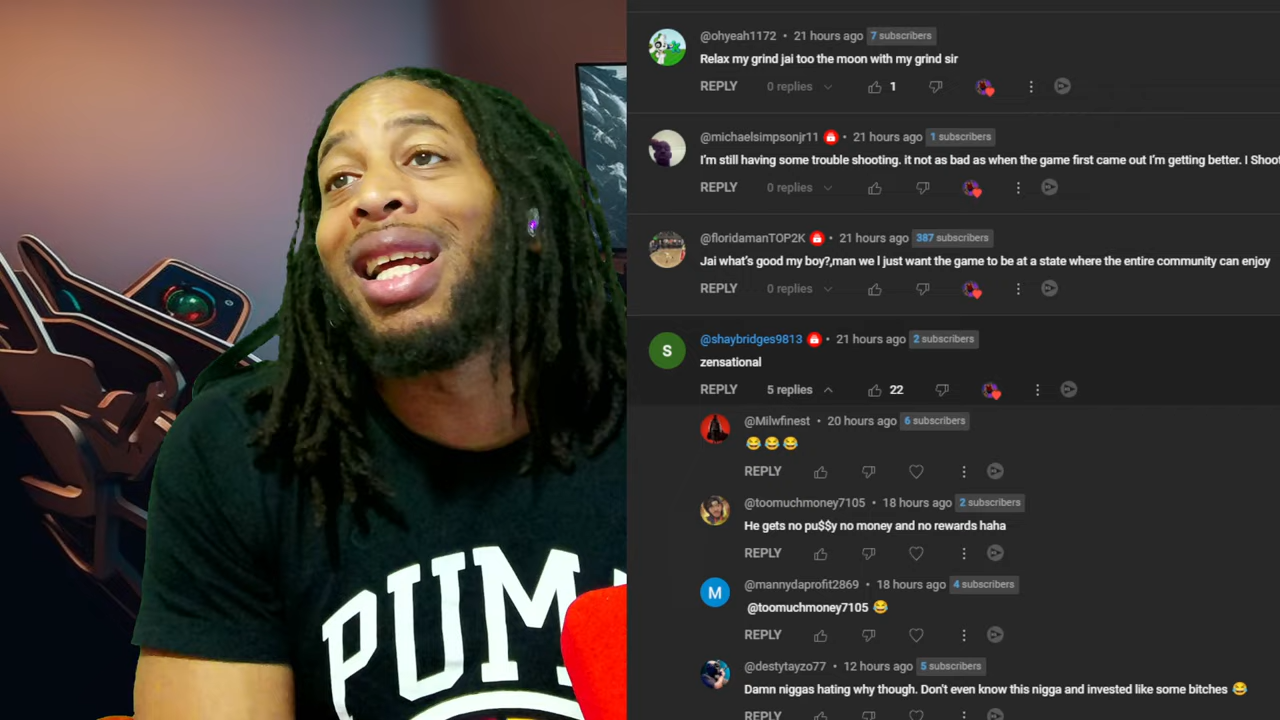 @ohyeah1172 • 21 hours ago 7 subscribers
Relax my grind jai too the moon with my grind sir
REPLY 0 replies 1
@michaelsimpsonjr11 • 21 hours ago 1 subscribers
I'm still having some trouble shooting. it not as bad as when the game first came out I'm getting better. I Shoo
REPLY 0 replies
@floridamanTOP2K • 21 hours ago 387 subscribers
Jai what's good my boy?,man we I just want the game to be at a state where the entire community can enjoy
REPLY 0 replies
S
@shaybridges9813 • 21 hours ago 2 subscribers
zensational
REPLY 5 replies 22
@Milwfinest • 20 hours ago 6 subscribers
😂😂😂
REPLY
@toomuchmoney7105 • 18 hours ago 2 subscribers
He gets no pu$$y no money and no rewards haha
REPLY
M
@mannydaprofit2869 • 18 hours ago 4 subscribers
@toomuchmoney7105 😂
REPLY
@destytayzo77 • 12 hours ago 5 subscribers
Damn niggas hating why though. Don't even know this nigga and invested like some bitches 😂
REPLY
PUM